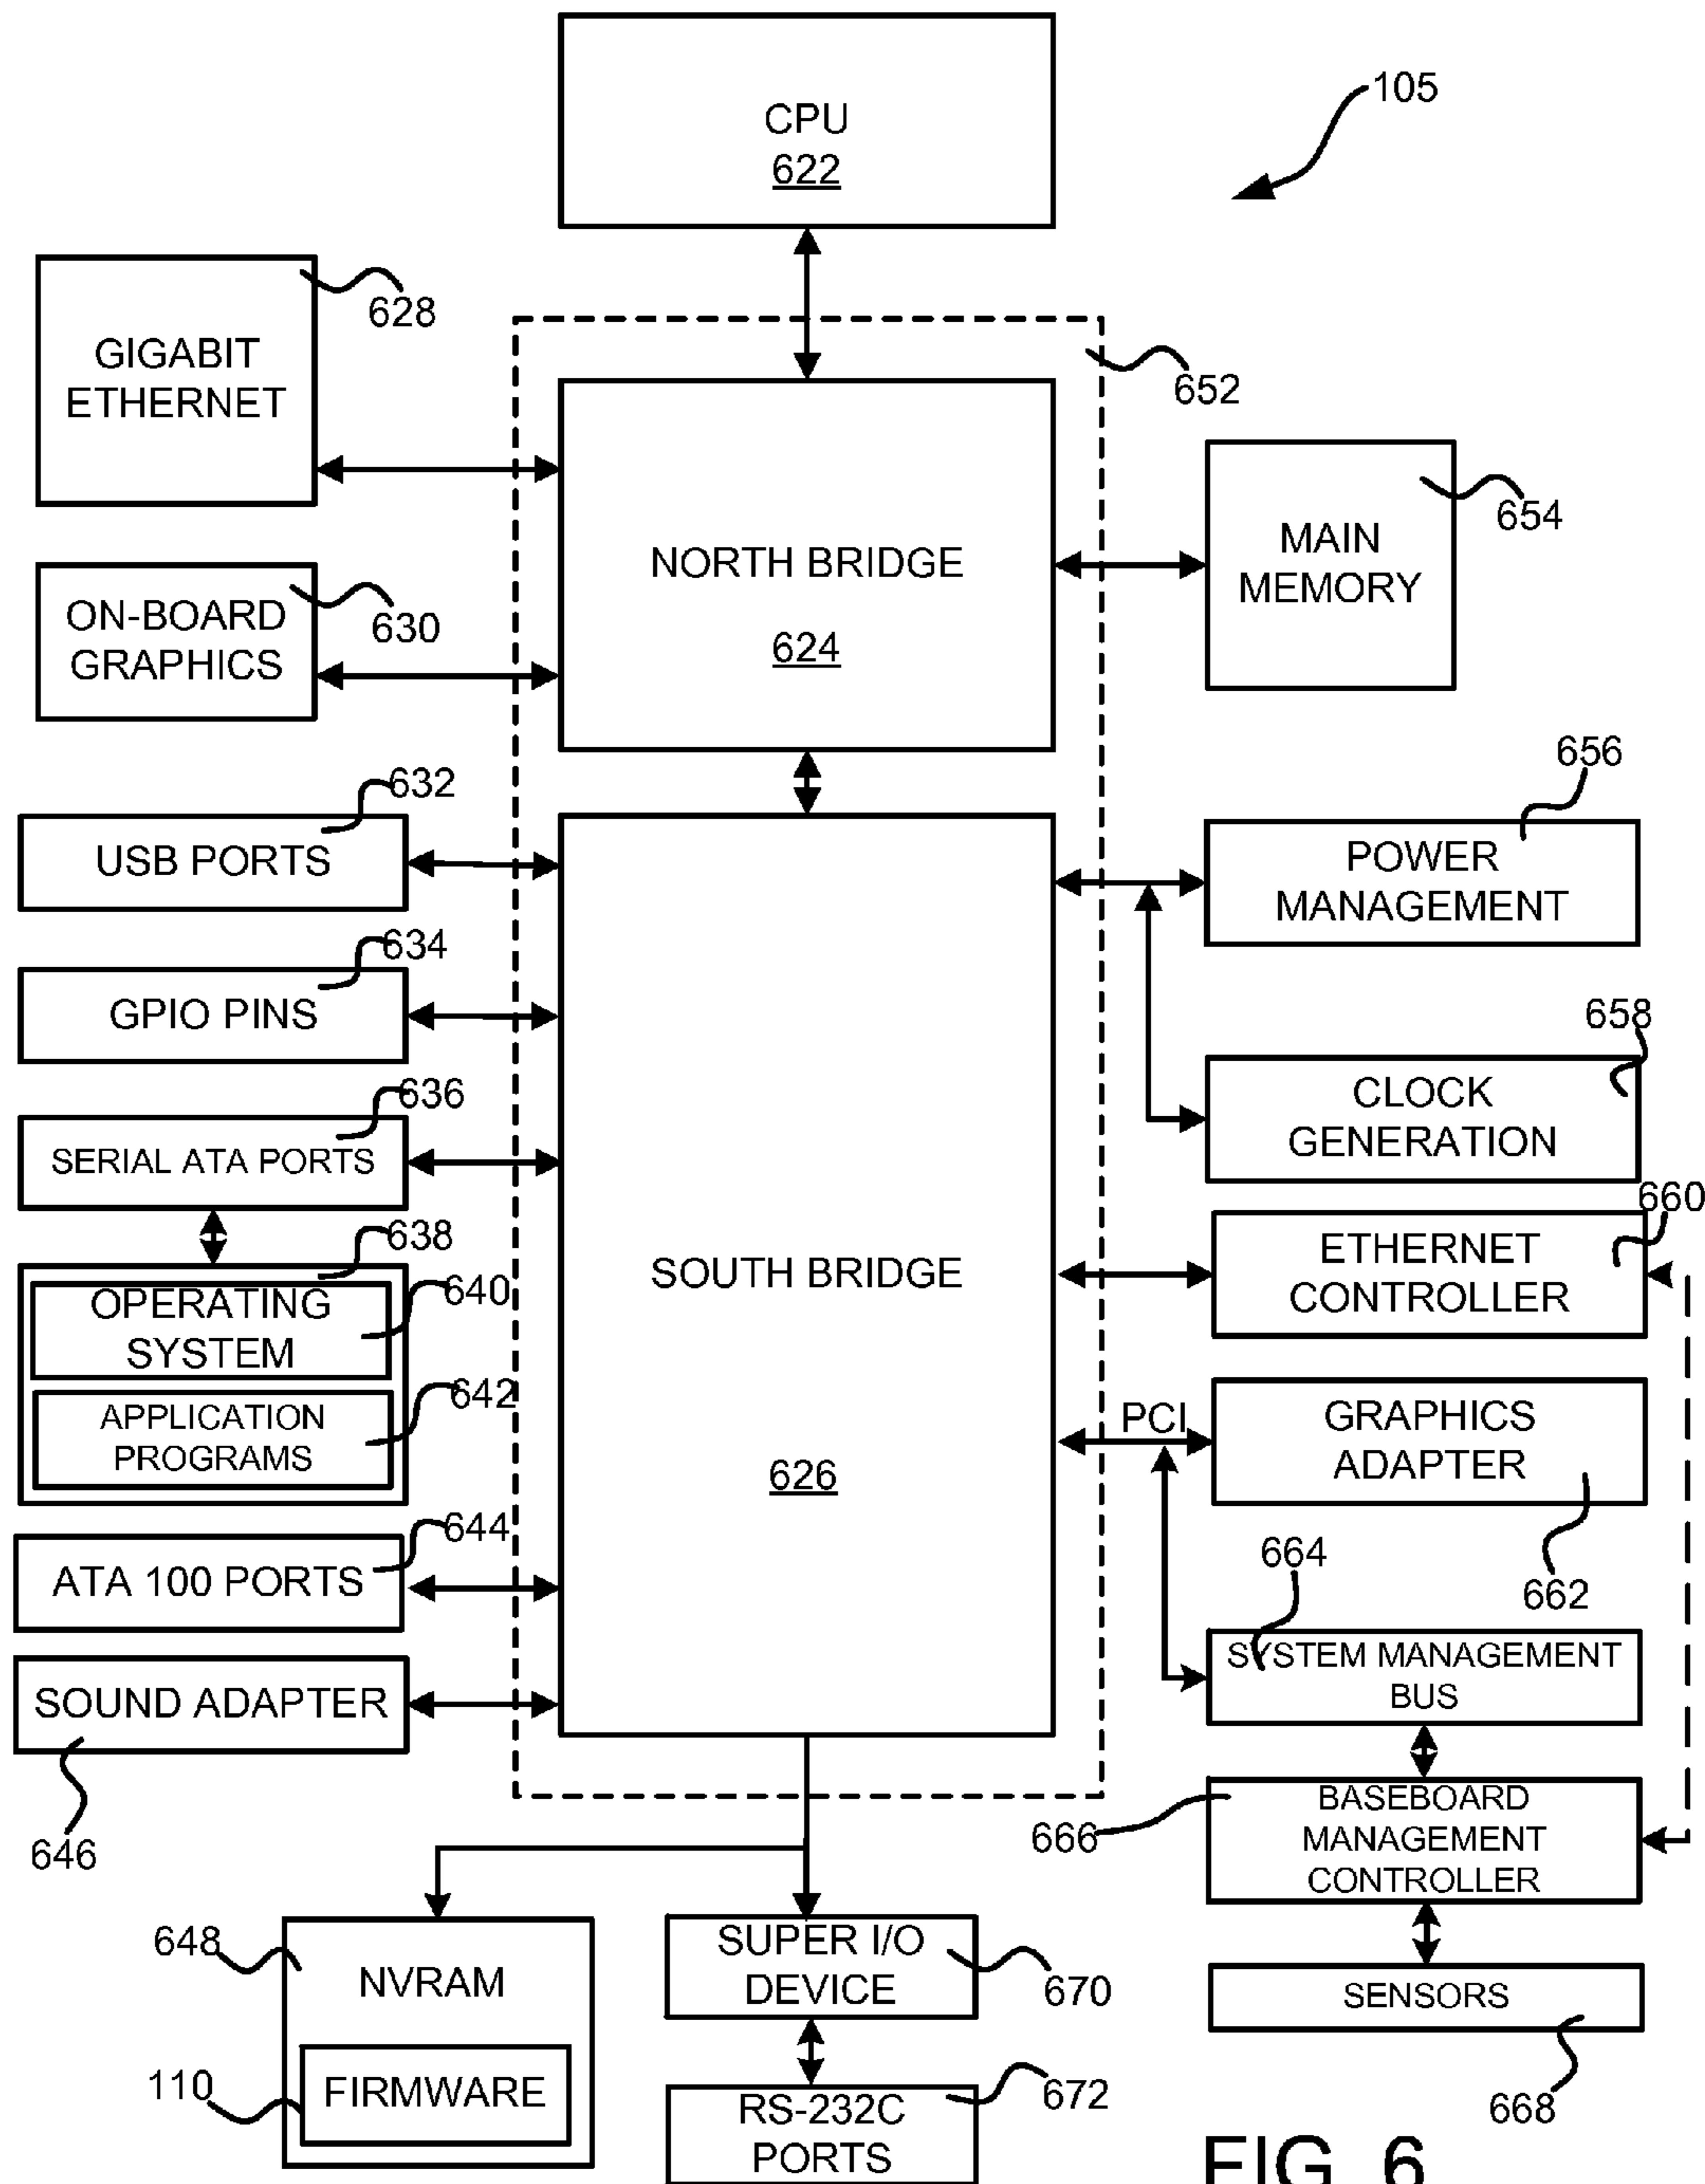 CPU
622
105
GIGABIT
ETHERNET
628
652
NORTH BRIDGE
624
MAIN
MEMORY
654
ON-BOARD
GRAPHICS
630
656
632
USB PORTS
POWER
MANAGEMENT
634
GPIO PINS
658
636
SERIAL ATA PORTS
CLOCK
GENERATION
660
638
OPERATING
SYSTEM
640
SOUTH BRIDGE
626
ETHERNET
CONTROLLER
642
APPLICATION
PROGRAMS
PCI
GRAPHICS
ADAPTER
662
644
ATA 100 PORTS
664
SYSTEM MANAGEMENT
BUS
SOUND ADAPTER
646
666
BASEBOARD
MANAGEMENT
CONTROLLER
648
NVRAM
SUPER I/O
DEVICE
670
SENSORS
668
110
FIRMWARE
RS-232C
PORTS
672
FIG. 6